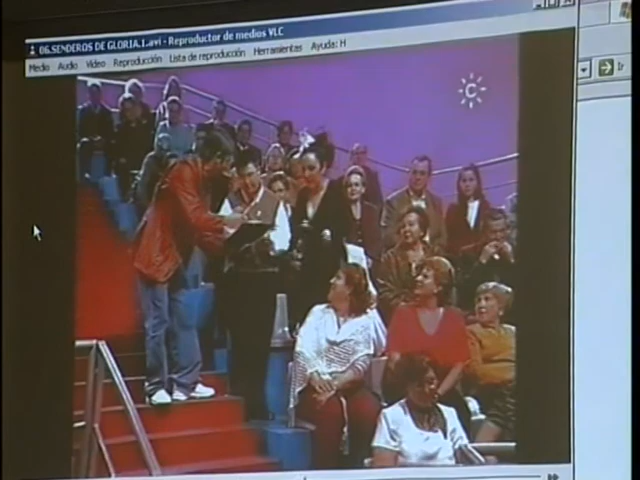 06.SENDEROS DE GLORIA.1.avi - Reproductor de medios VLC
Medio Audio Video Reproducción Lista de reproducción Herramientas Ayuda: H
Ir
C